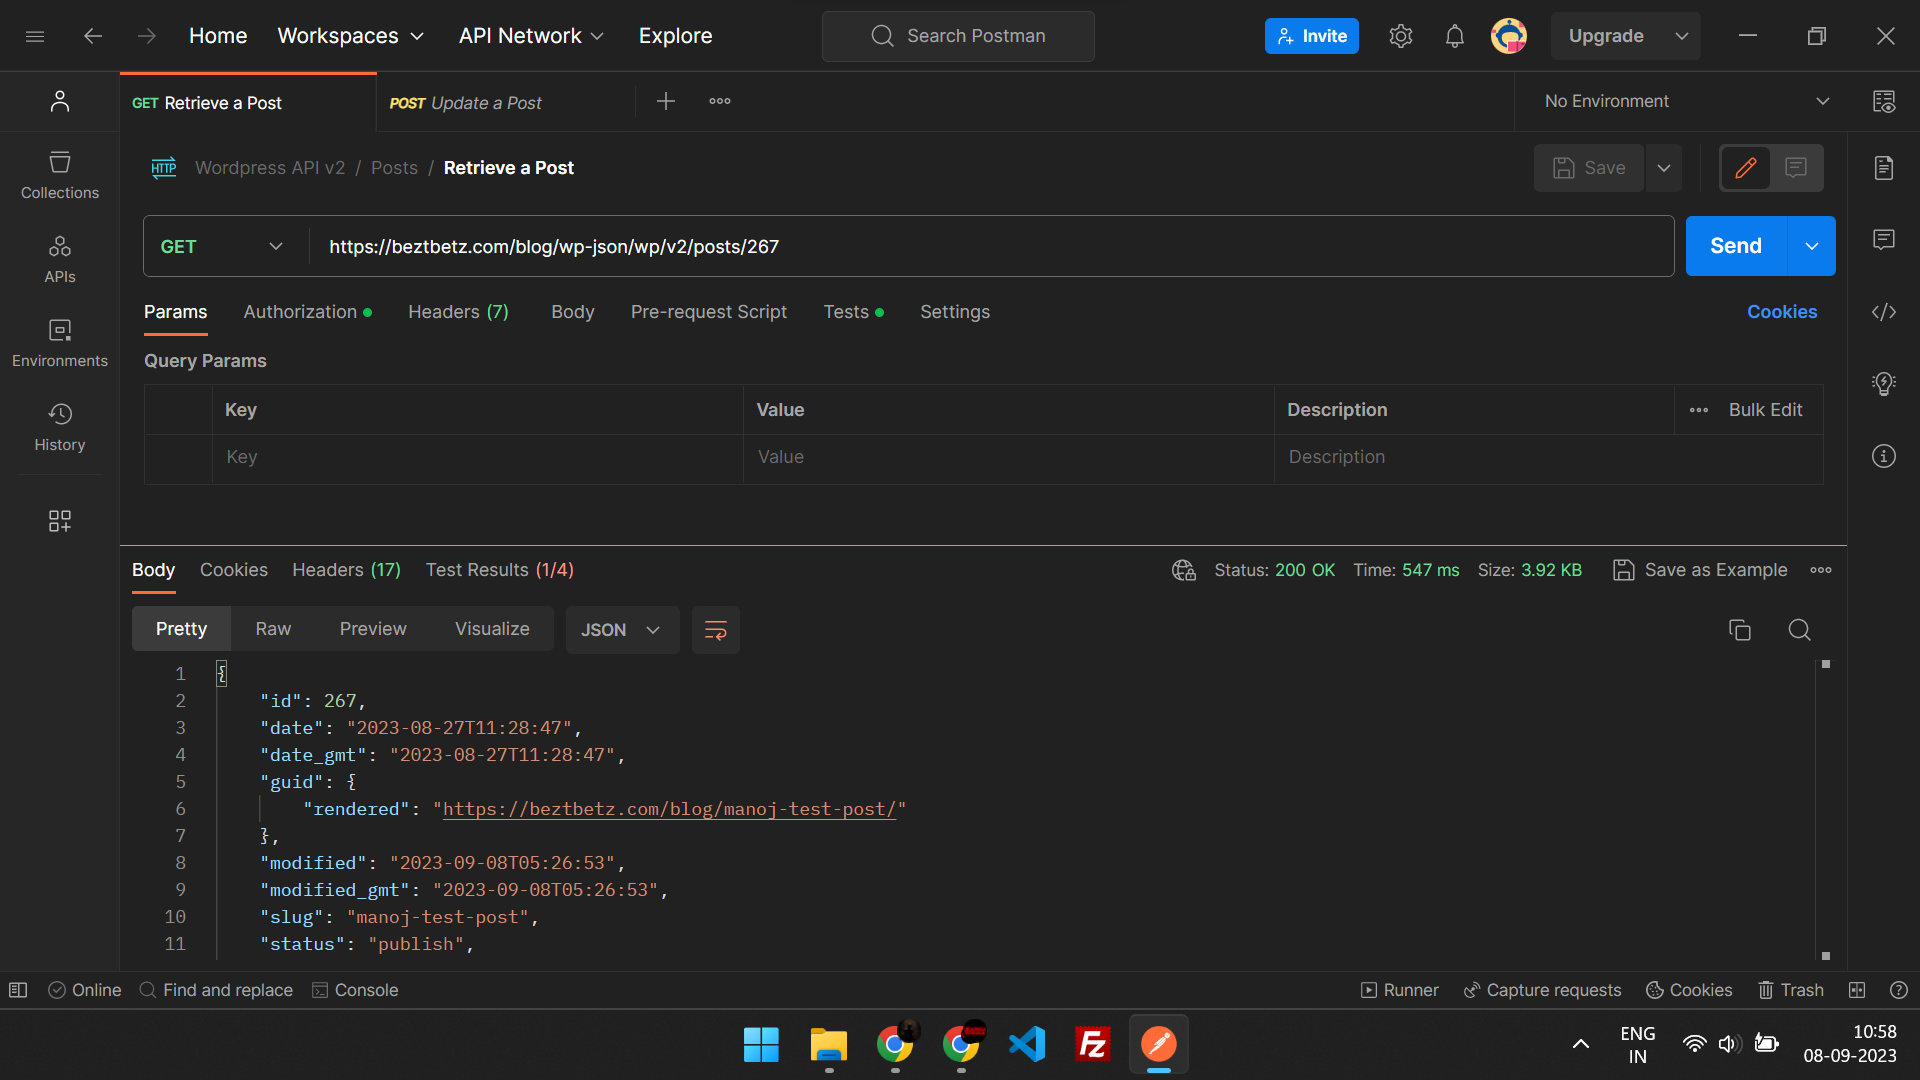 Home Workspaces API Network Explore Search Postman Invite Upgrade
GET Retrieve a Post POST Update a Post No Environment
HTTP Wordpress API v2 / Posts / Retrieve a Post Save
Collections
APIs
Environments
History
GET https://beztbetz.com/blog/wp-json/wp/v2/posts/267 Send
Params Authorization Headers (7) Body Pre-request Script Tests Settings Cookies
Query Params
Key Value Description Bulk Edit
Key Value Description
Body Cookies Headers (17) Test Results (1/4) Status: 200 OK Time: 547 ms Size: 3.92 KB Save as Example
Pretty Raw Preview Visualize JSON
1 {
2 "id": 267,
3 "date": "2023-08-27T11:28:47",
4 "date_gmt": "2023-08-27T11:28:47",
5 "guid": {
6 "rendered": "https://beztbetz.com/blog/manoj-test-post/"
7 },
8 "modified": "2023-09-08T05:26:53",
9 "modified_gmt": "2023-09-08T05:26:53",
10 "slug": "manoj-test-post",
11 "status": "publish",
Online Find and replace Console Runner Capture requests Cookies Trash
Fz
ENG
IN
10:58
08-09-2023